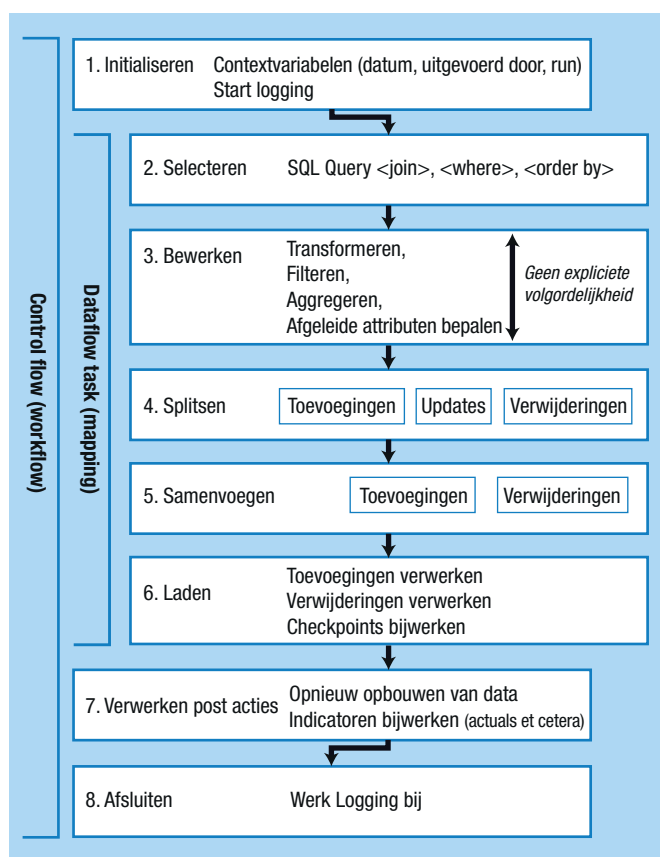 Control flow (workflow)
Dataflow task (mapping)
1. Initialiseren Contextvariabelen (datum, uitgevoerd door, run)
Start logging
2. Selecteren SQL Query <join>, <where>, <order by>
3. Bewerken Transformeren,
Filteren,
Aggregeren,
Afgeleide attributen bepalen
Geen expliciete
volgordelijkheid
4. Splitsen Toevoegingen Updates Verwijderingen
5. Samenvoegen Toevoegingen Verwijderingen
6. Laden Toevoegingen verwerken
Verwijderingen verwerken
Checkpoints bijwerken
7. Verwerken post acties Opnieuw opbouwen van data
Indicatoren bijwerken (actuals et cetera)
8. Afsluiten Werk Logging bij